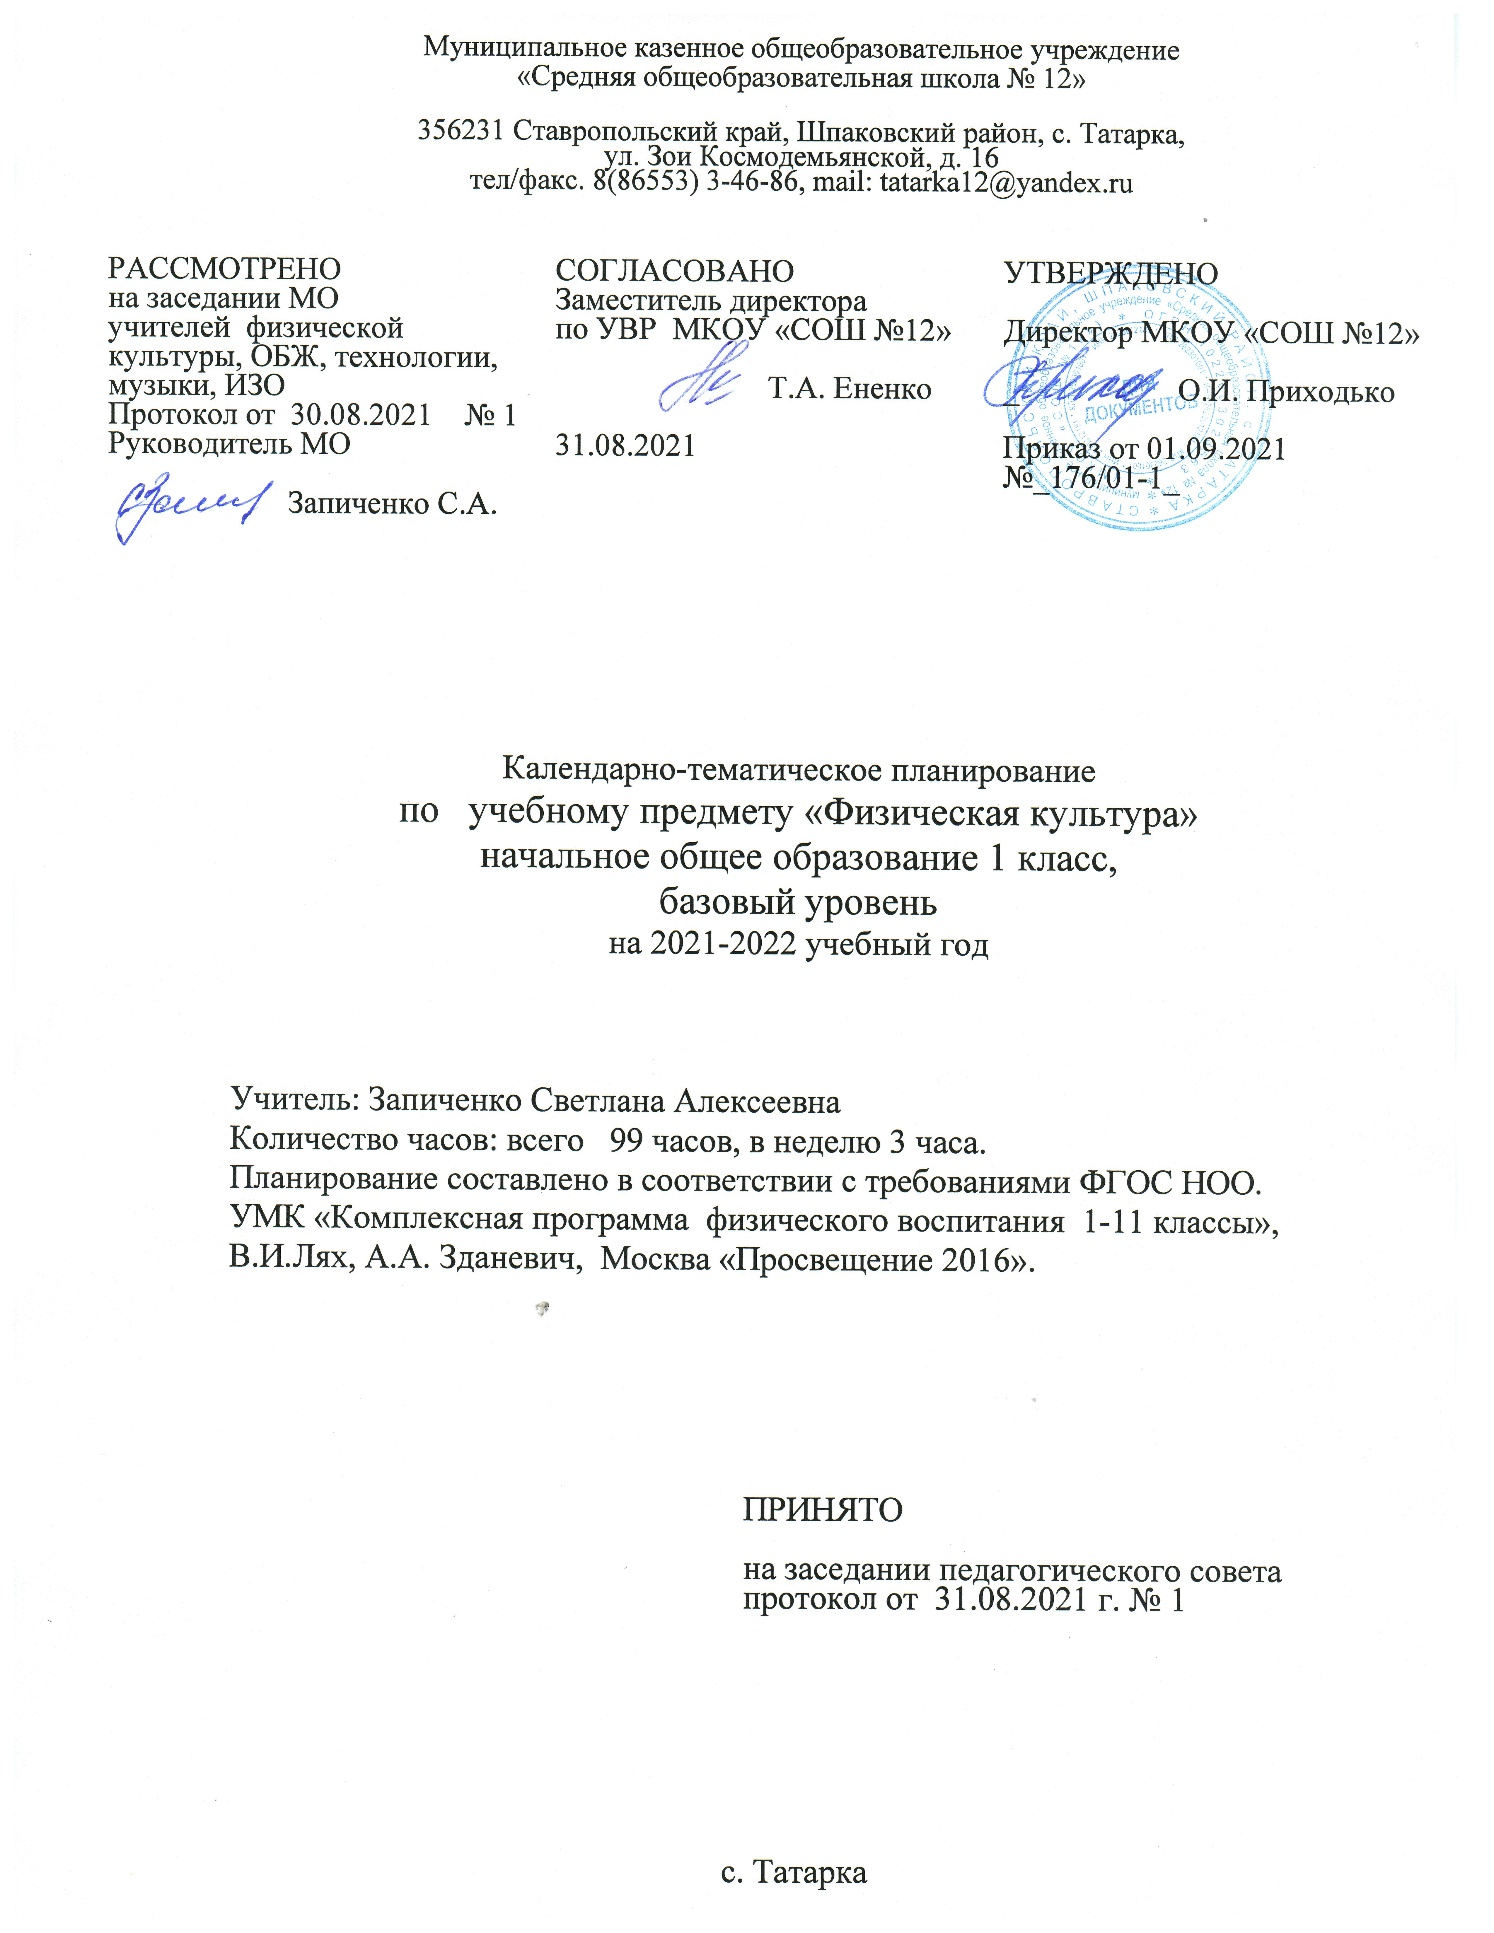 Муниципальное казенное общеобразовательное учреждение
«Средняя общеобразовательная школа № 12»
356231 Ставропольский край, Шпаковский район, с. Татарка,
ул. Зои Космодемьянской, д. 16
тел/факс. 8(86553) 3-46-86, mail: tatarka12@yandex.ru
РАССМОТРЕНО
на заседании МО
учителей физической
культуры, ОБЖ, технологии,
музыки, ИЗО
Протокол от 30.08.2021 № 1
Руководитель МО
Запиченко С.А.
СОГЛАСОВАНО
Заместитель директора
по УВР МКОУ «СОШ №12»
Т.А. Ененко
31.08.2021
УТВЕРЖДЕНО
Директор МКОУ «СОШ №12»
О.И. Приходько
ДОКУМЕНТОВ
Приказ от 01.09.2021
№_176/01-1_
Календарно-тематическое планирование
по учебному предмету «Физическая культура»
начальное общее образование 1 класс,
базовый уровень
на 2021-2022 учебный год
Учитель: Запиченко Светлана Алексеевна
Количество часов: всего 99 часов, в неделю 3 часа.
Планирование составлено в соответствии с требованиями ФГОС НОО.
УМК «Комплексная программа физического воспитания 1-11 классы»,
В.И.Лях, А.А. Зданевич, Москва «Просвещение 2016».
ПРИНЯТО
на заседании педагогического совета
протокол от 31.08.2021 г. № 1
с. Татарка